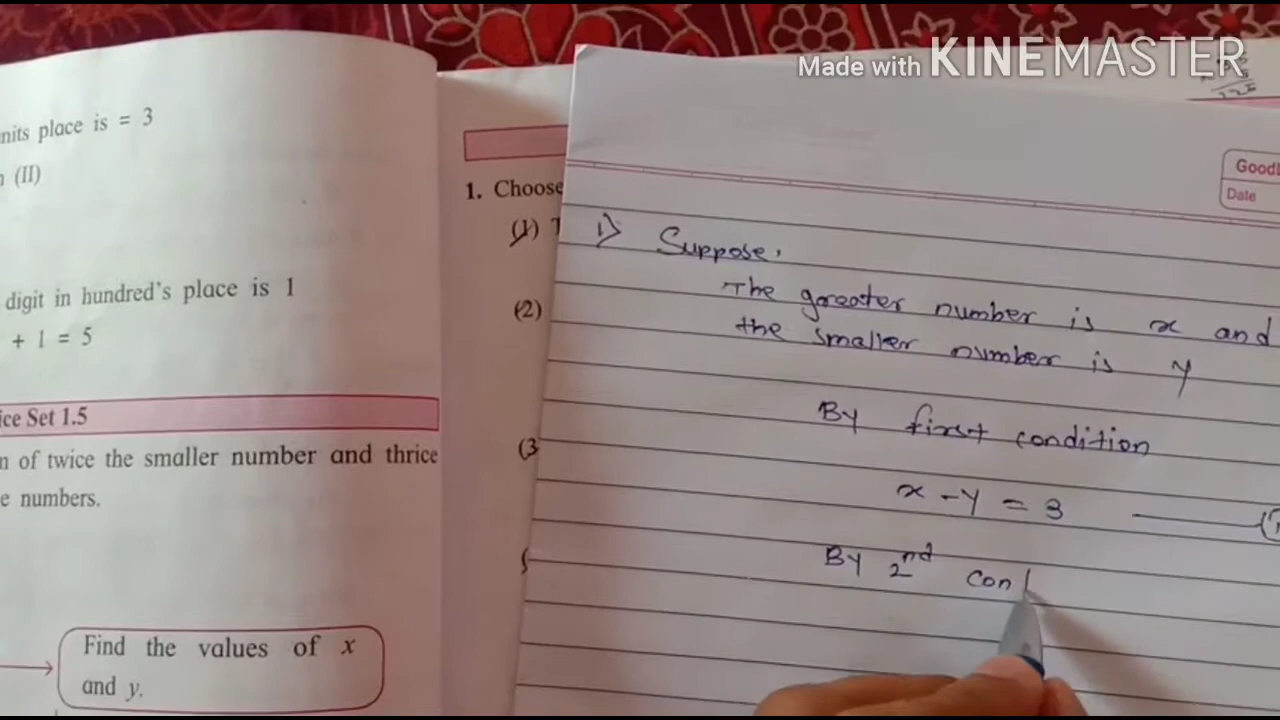 Made with KINEMASTER
nits place is = 3
(II)
digit in hundred's place is 1
+ 1 = 5
ice Set 1.5
n of twice the smaller number and thrice
e numbers.
Find the values of x
and y.
1. Choose
(1)
(2)
(3
Good
Date
1) Suppose,
The greater number is x and
the smaller number is y
By first condition
x - y = 3
By 2nd con